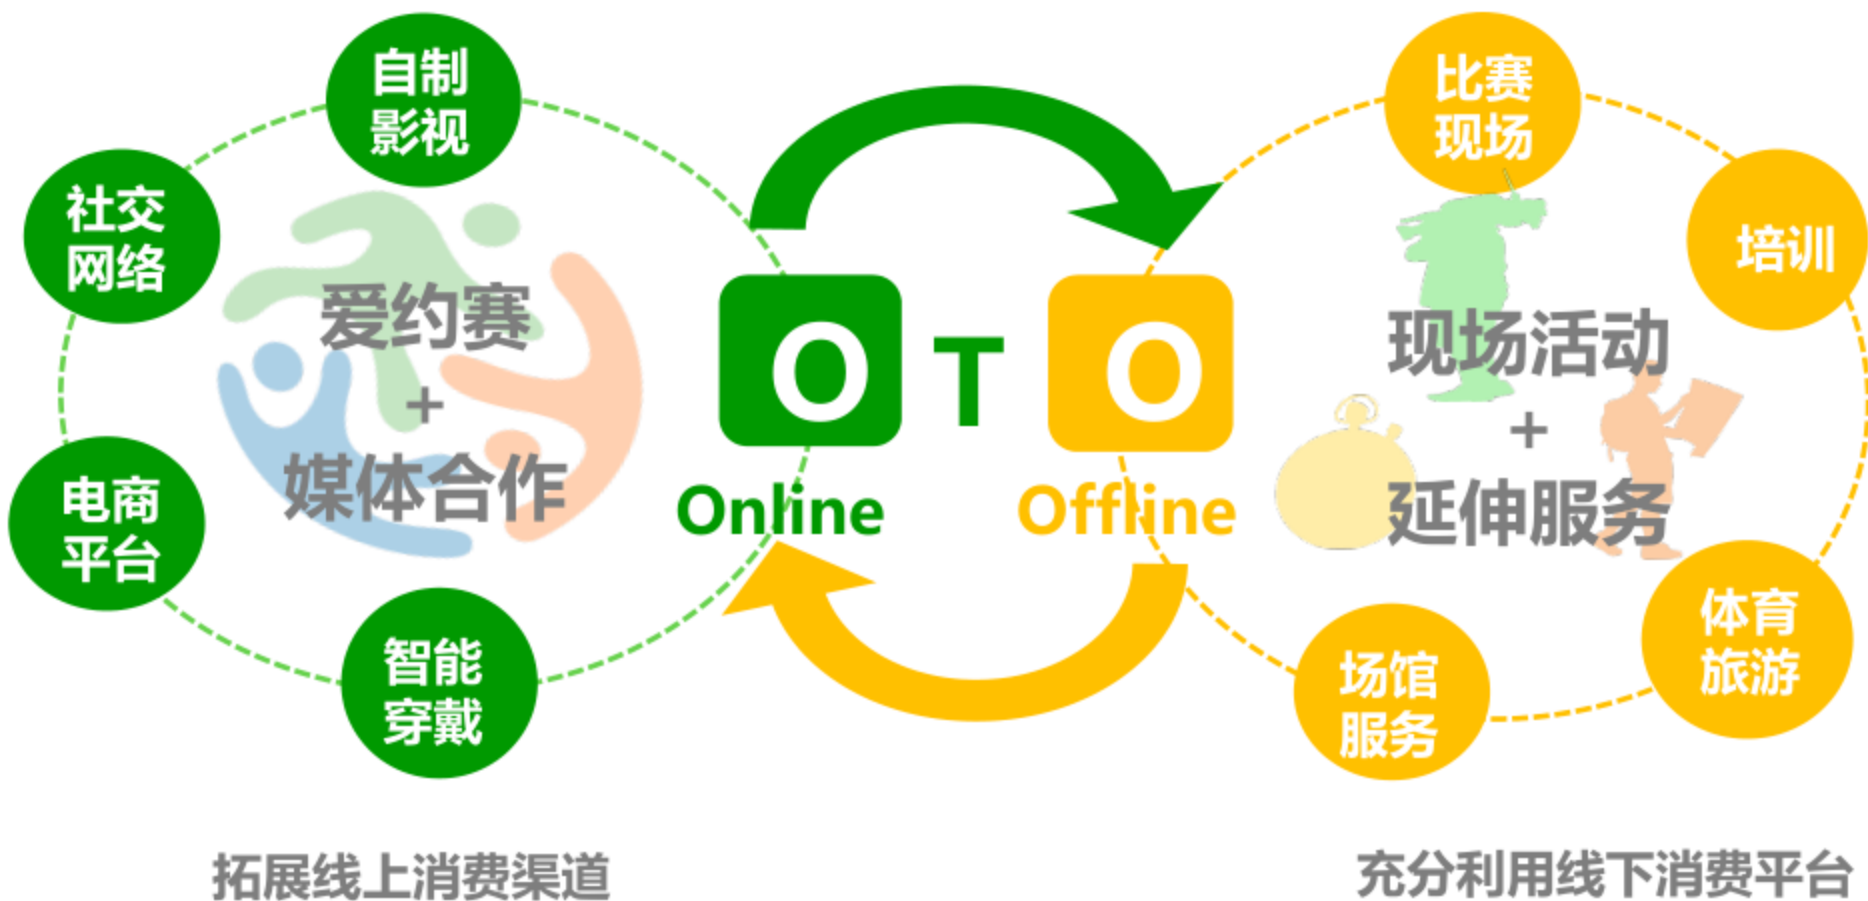 自制
影视
社交
网络
爱约赛
+
媒体合作
电商
平台
智能
穿戴
O T O
Online
Offline
比赛
现场
培训
现场活动
+
延伸服务
体育
旅游
场馆
服务
拓展线上消费渠道
充分利用线下消费平台